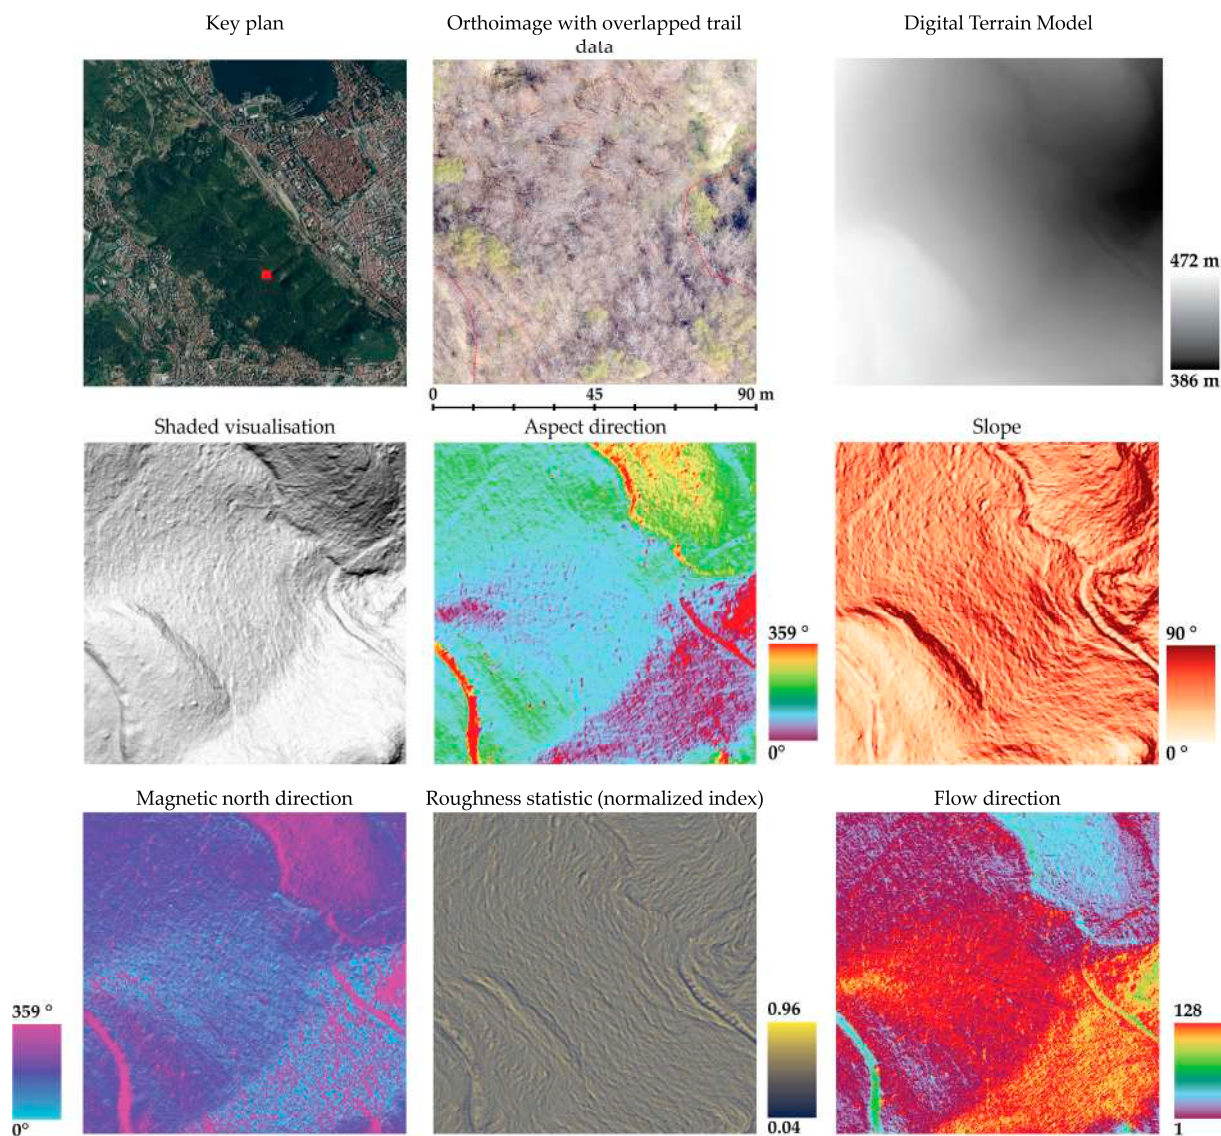 Key plan
Orthoimage with overlapped trail
data
Digital Terrain Model
472 m
386 m
0 45 90 m
Shaded visualisation
Aspect direction
Slope
359 °
0°
90 °
0 °
Magnetic north direction
Roughness statistic (normalized index)
Flow direction
359 °
0°
0.96
0.04
128
1